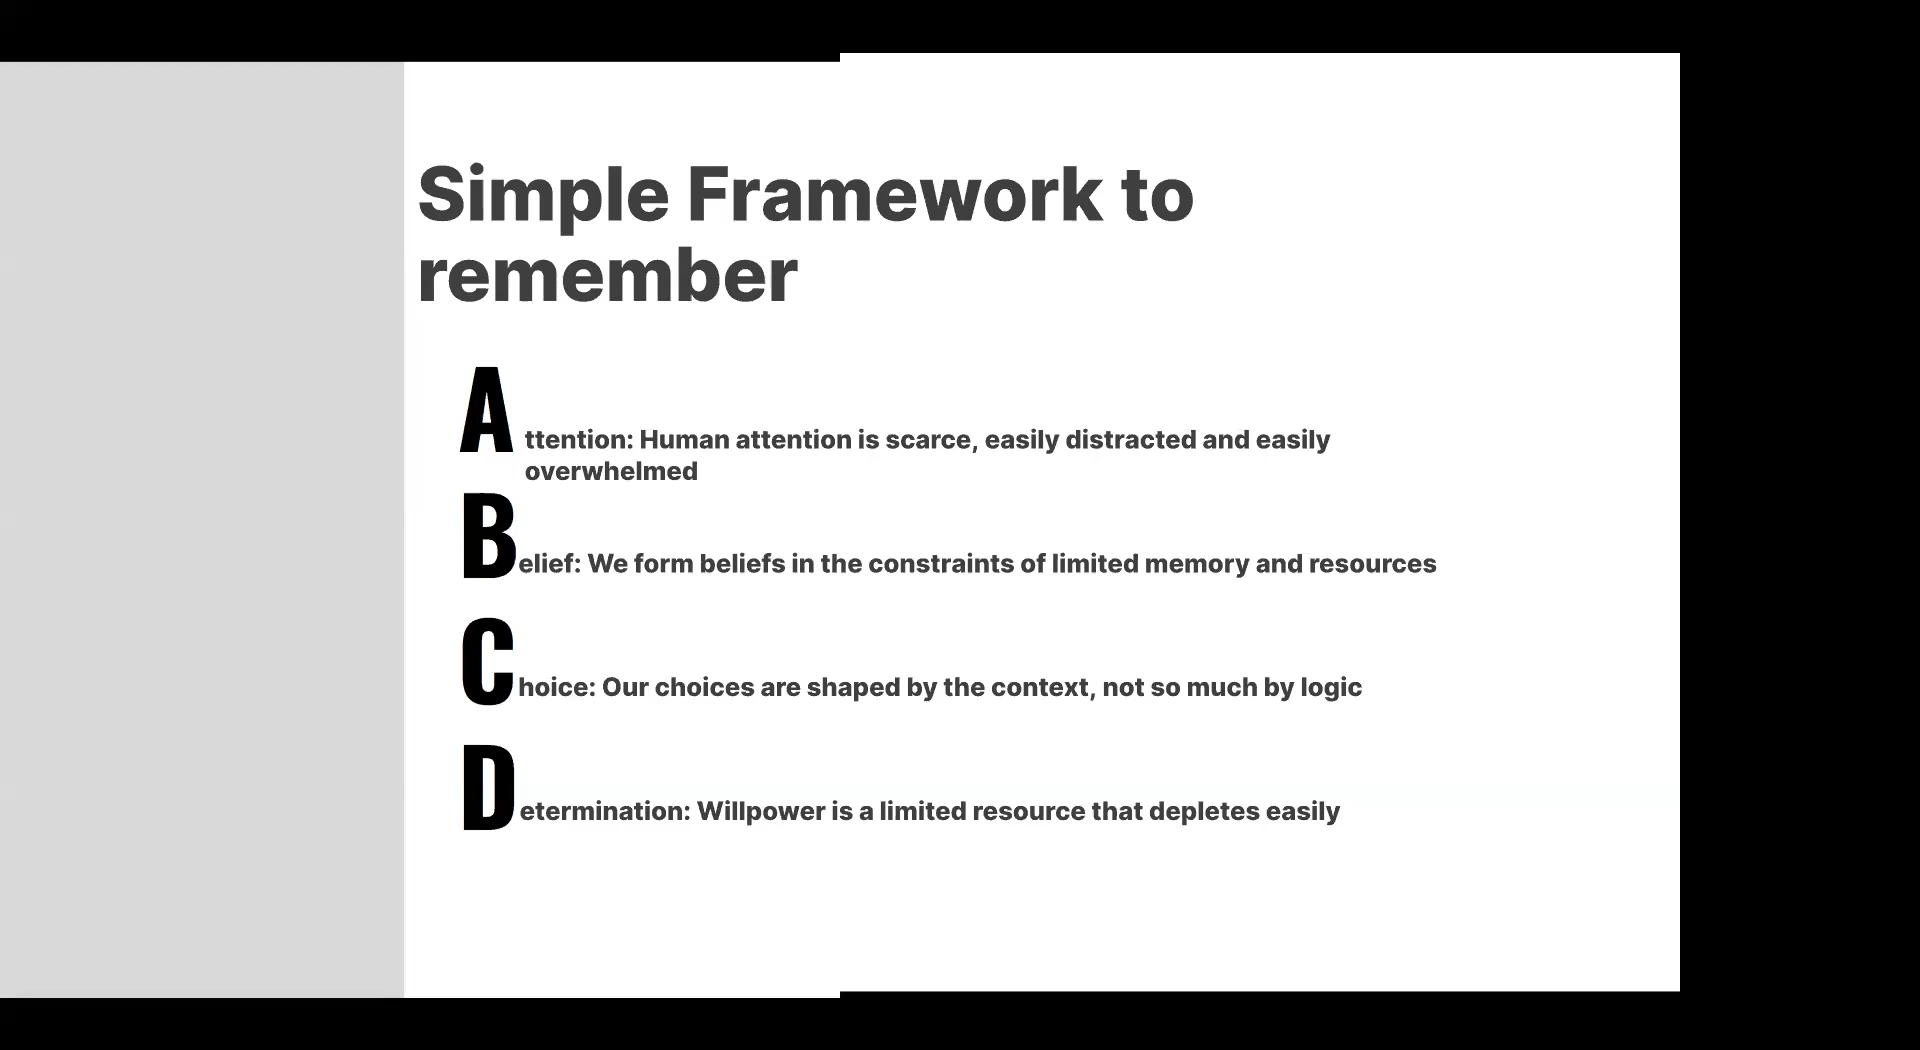 Simple Framework to
remember
Attention: Human attention is scarce, easily distracted and easily
overwhelmed
Belief: We form beliefs in the constraints of limited memory and resources
Choice: Our choices are shaped by the context, not so much by logic
Determination: Willpower is a limited resource that depletes easily